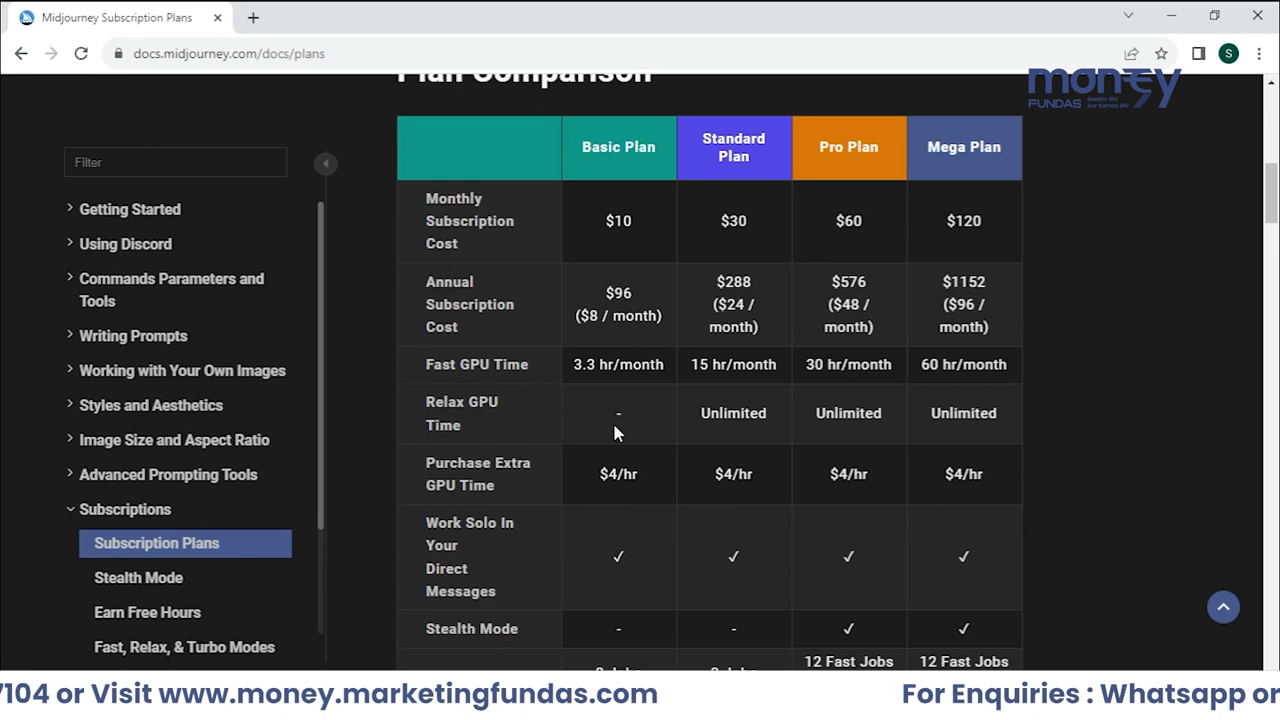 Midjourney Subscription Plans
docs.midjourney.com/docs/plans
S
money
FUNDAS
Plan Comparison
Filter
Getting Started
Using Discord
Commands Parameters and
Tools
Writing Prompts
Working with Your Own Images
Styles and Aesthetics
Image Size and Aspect Ratio
Advanced Prompting Tools
Subscriptions
Subscription Plans
Stealth Mode
Earn Free Hours
Fast, Relax, & Turbo Modes
Basic Plan
Standard
Plan
Pro Plan
Mega Plan
Monthly
Subscription
Cost
$10
$30
$60
$120
Annual
Subscription
Cost
$96
($8 / month)
$288
($24 /
month)
$576
($48 /
month)
$1152
($96 /
month)
Fast GPU Time
3.3 hr/month
15 hr/month
30 hr/month
60 hr/month
Relax GPU
Time
-
Unlimited
Unlimited
Unlimited
Purchase Extra
GPU Time
$4/hr
$4/hr
$4/hr
$4/hr
Work Solo In
Your
Direct
Messages
✓
✓
✓
✓
Stealth Mode
-
-
✓
✓
12 Fast Jobs
12 Fast Jobs
7104 or Visit www.money.marketingfundas.com
For Enquiries : Whatsapp or